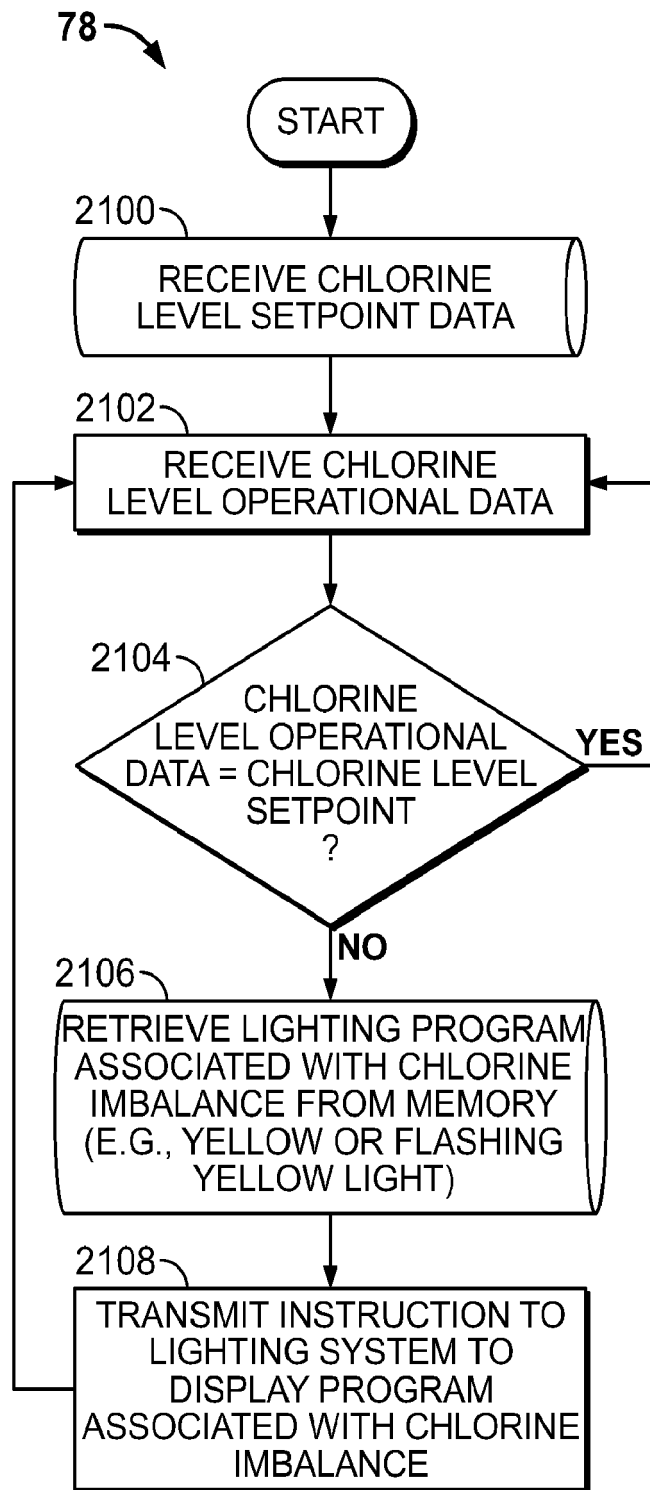 78
START
2100
RECEIVE CHLORINE
LEVEL SETPOINT DATA
2102
RECEIVE CHLORINE
LEVEL OPERATIONAL DATA
2104
CHLORINE
LEVEL OPERATIONAL
DATA = CHLORINE LEVEL
SETPOINT
?
YES
NO
2106
RETRIEVE LIGHTING PROGRAM
ASSOCIATED WITH CHLORINE
IMBALANCE FROM MEMORY
(E.G., YELLOW OR FLASHING
YELLOW LIGHT)
2108
TRANSMIT INSTRUCTION TO
LIGHTING SYSTEM TO
DISPLAY PROGRAM
ASSOCIATED WITH CHLORINE
IMBALANCE